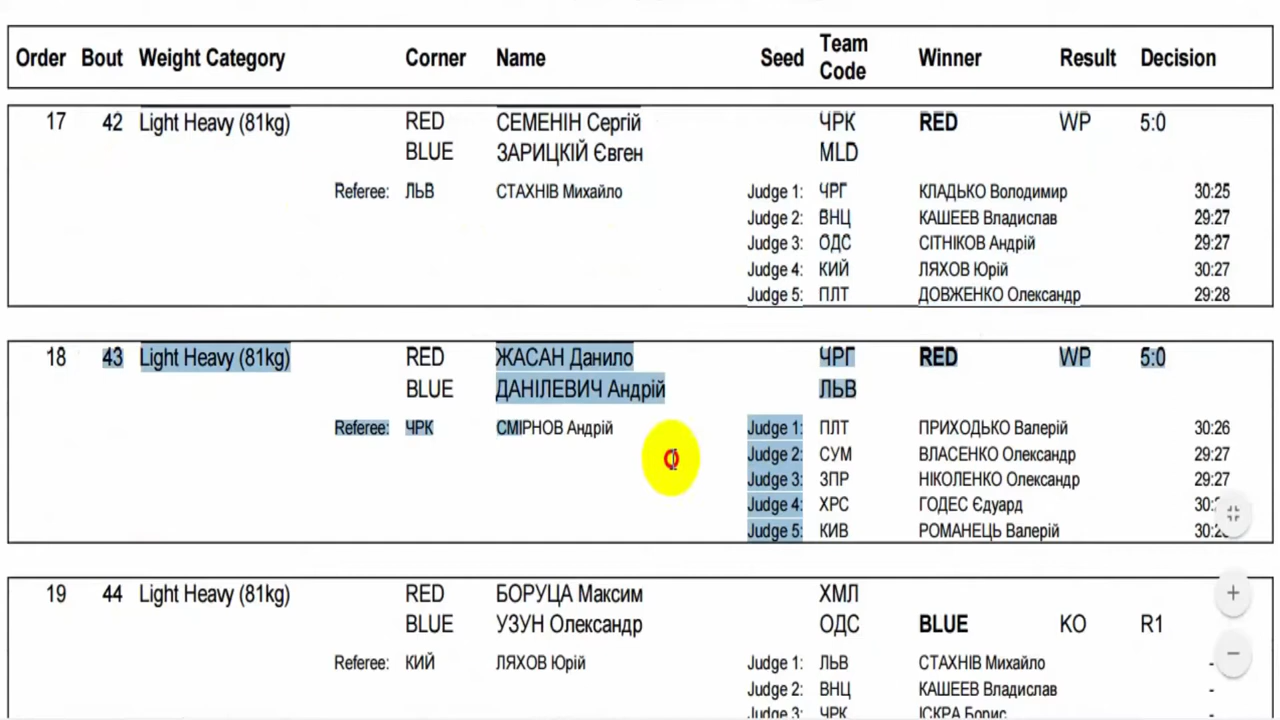 Order Bout Weight Category Corner Name Seed Team Code Winner Result Decision
17 42 Light Heavy (81kg) RED СЕМЕНІН Сергій ЧРК RED WP 5:0
BLUE ЗАРИЦКІЙ Євген MLD
Referee: ЛЬВ СТАХНІВ Михайло Judge 1: ЧРГ КЛАДЬКО Володимир 30:25
Judge 2: ВНЦ КАШЕЕВ Владислав 29:27
Judge 3: ОДС СІТНІКОВ Андрій 29:27
Judge 4: КИЙ ЛЯХОВ Юрій 30:27
Judge 5: ПЛТ ДОВЖЕНКО Олександр 29:28
18 43 Light Heavy (81kg) RED ЖАСАН Данило ЧРГ RED WP 5:0
BLUE ДАНІЛЕВИЧ Андрій ЛЬВ
Referee: ЧРК СМІРНОВ Андрій Judge 1: ПЛТ ПРИХОДЬКО Валерій 30:26
Judge 2: СУМ ВЛАСЕНКО Олександр 29:27
Judge 3: ЗПР НІКОЛЕНКО Олександр 29:27
Judge 4: ХРС ГОДЕС Єдуард
Judge 5: КИВ РОМАНЕЦЬ Валерій
19 44 Light Heavy (81kg) RED БОРУЦА Максим ХМЛ
BLUE УЗУН Олександр ОДС BLUE KO R1
Referee: КИЙ ЛЯХОВ Юрій Judge 1: ЛЬВ СТАХНІВ Михайло -
Judge 2: ВНЦ КАШЕЕВ Владислав -
Judge 3: ЧРК ІСКРА Борис -